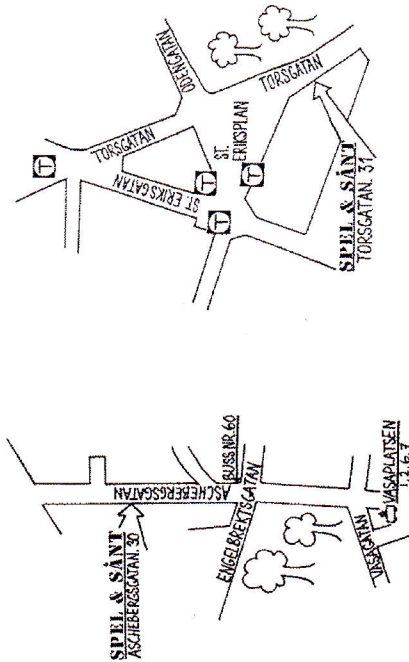 ODENGATAN
TORSGATAN
TORSGATAN
ST. ERIKSGATAN
ST.
ERIKSPLAN
T
T
T
SPEL & SÅNT
TORSGATAN. 31
SPEL & SÅNT
ASCHEBERGSGATAN. 30
ASCHEBERGSGATAN
BUSS NR. 60
ENGELBREKTSGATAN
VASAGATAN
VASAPLATSEN
1, 2, 6, 7